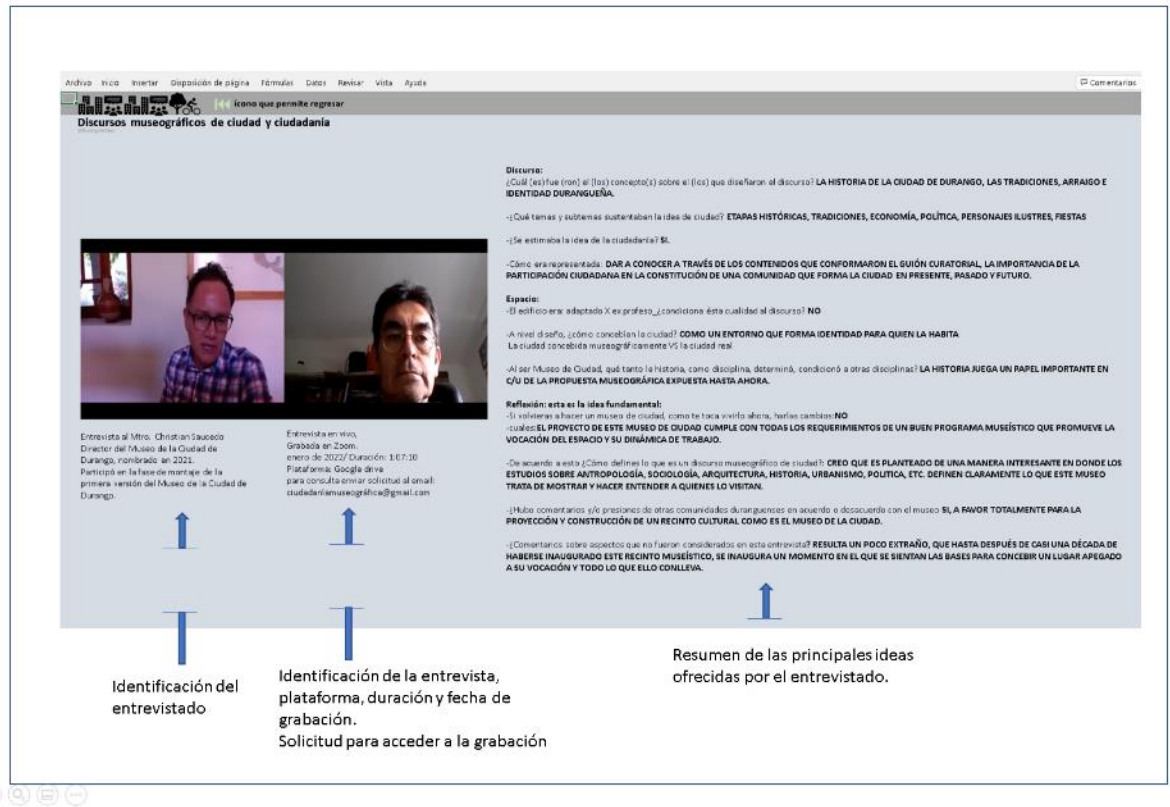 Archivo Inicio Insertar Disposición de página Fórmulas Datos Revisar Vista Ayuda
Comentarios
ícono que permite regresar
Discursos museográficos de ciudad y ciudadanía
Discurso:
¿Cuál (es) fue (ron) el (los) concepto(s) sobre el (los) que diseñaron el discurso? LA HISTORIA DE LA CIUDAD DE DURANGO, LAS TRADICIONES, ARRAIGO E
IDENTIDAD DURANGUEÑA.
-¿Qué temas y subtemas sustentaban la idea de ciudad? ETAPAS HISTÓRICAS, TRADICIONES, ECONOMÍA, POLÍTICA, PERSONAJES ILUSTRES, FIESTAS
-¿Se estimaba la idea de la ciudadanía? SI.
-Cómo era representada: DAR A CONOCER A TRAVÉS DE LOS CONTENIDOS QUE CONFORMARON EL GUIÓN CURATORIAL, LA IMPORTANCIA DE LA
PARTICIPACIÓN CIUDADANA EN LA CONSTITUCIÓN DE UNA COMUNIDAD QUE FORMA LA CIUDAD EN PRESENTE, PASADO Y FUTURO.
Espacio:
-El edificio era: adaptado X ex profeso_¿condiciona ésta cualidad al discurso? NO
-A nivel diseño, ¿cómo concebían la ciudad? COMO UN ENTORNO QUE FORMA IDENTIDAD PARA QUIEN LA HABITA
La ciudad concebida museográficamente VS la ciudad real
-Al ser Museo de Ciudad, qué tanto la historia, como disciplina, determinó, condicionó a otras disciplinas? LA HISTORIA JUEGA UN PAPEL IMPORTANTE EN
C/U DE LA PROPUESTA MUSEOGRÁFICA EXPUESTA HASTA AHORA.
Reflexión: esta es la idea fundamental:
-Si volvieras a hacer un museo de ciudad, como te toca vivirlo ahora, harías cambios:NO
-cuales:EL PROYECTO DE ESTE MUSEO DE CIUDAD CUMPLE CON TODAS LOS REQUERIMIENTOS DE UN BUEN PROGRAMA MUSEÍSTICO QUE PROMUEVE LA
VOCACIÓN DEL ESPACIO Y SU DINÁMICA DE TRABAJO.
-De acuerdo a esto ¿Cómo defines lo que es un discurso museográfico de ciudad?: CREO QUE ES PLANTEADO DE UNA MANERA INTERESANTE EN DONDE LOS
ESTUDIOS SOBRE ANTROPOLOGÍA, SOCIOLOGÍA, ARQUITECTURA, HISTORIA, URBANISMO, POLITICA, ETC. DEFINEN CLARAMENTE LO QUE ESTE MUSEO
TRATA DE MOSTRAR Y HACER ENTENDER A QUIENES LO VISITAN.
-¿Hubo comentarios y/o presiones de otras comunidades duranguenses en acuerdo o desacuerdo con el museo SI, A FAVOR TOTALMENTE PARA LA
PROYECCIÓN Y CONSTRUCCIÓN DE UN RECINTO CULTURAL COMO ES EL MUSEO DE LA CIUDAD.
-¿Comentarios sobre aspectos que no fueron considerados en esta entrevista? RESULTA UN POCO EXTRAÑO, QUE HASTA DESPUÉS DE CASI UNA DÉCADA DE
HABERSE INAUGURADO ESTE RECINTO MUSEÍSTICO, SE INAUGURA UN MOMENTO EN EL QUE SE SIENTAN LAS BASES PARA CONCEBIR UN LUGAR APEGADO
A SU VOCACIÓN Y TODO LO QUE ELLO CONLLEVA.
Entrevista al Mtro. Christian Saucedo
Director del Museo de la Ciudad de
Durango, nombrado en 2021.
Participó en la fase de montaje de la
primera versión del Museo de la Ciudad de
Durango.
Entrevista en vivo,
Grabada en Zoom.
enero de 2022/ Duración: 1:07:10
Plataforma: Google drive
para consulta enviar solicitud al email:
ciudadaníamuseográfica@gmail.com
Identificación del
entrevistado
Identificación de la entrevista,
plataforma, duración y fecha de
grabación.
Solicitud para acceder a la grabación
Resumen de las principales ideas
ofrecidas por el entrevistado.